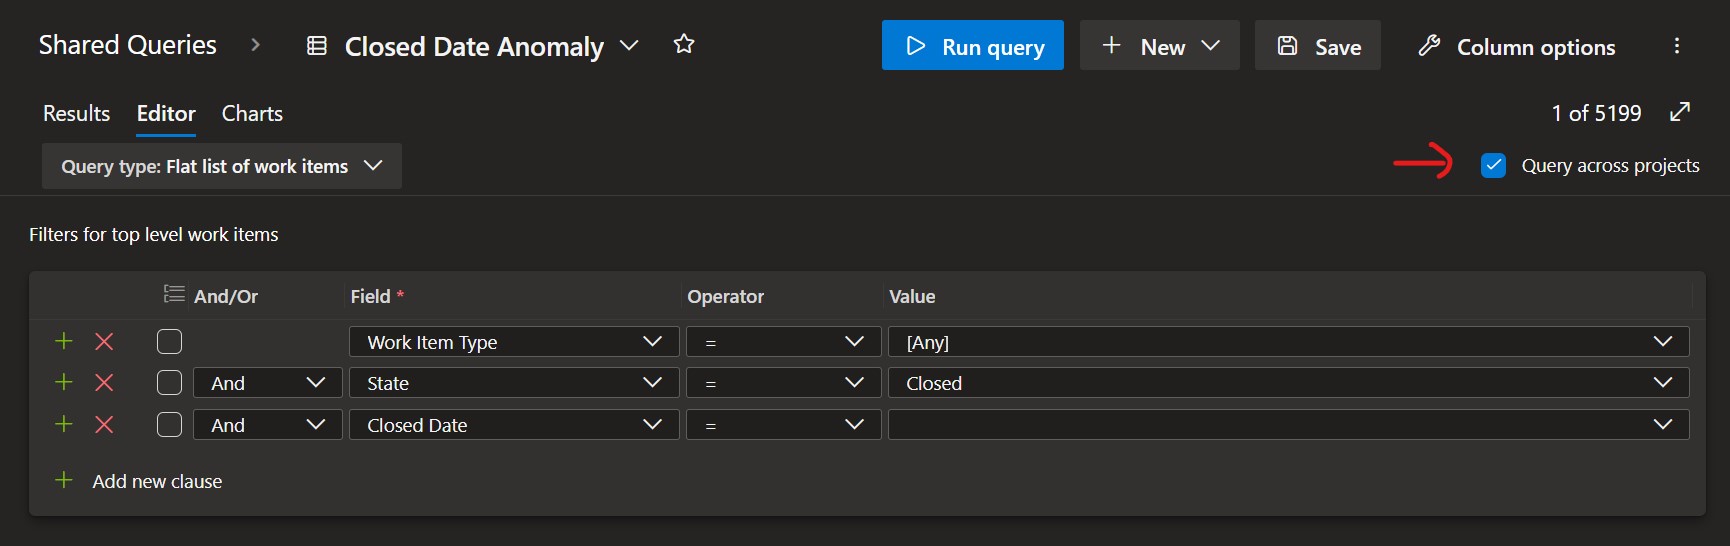 Shared Queries > Closed Date Anomaly
Run query
New
Save
Column options
Results Editor Charts
1 of 5199
Query type: Flat list of work items
Query across projects
Filters for top level work items
And/Or Field * Operator Value
Work Item Type = [Any]
And State = Closed
And Closed Date =
Add new clause